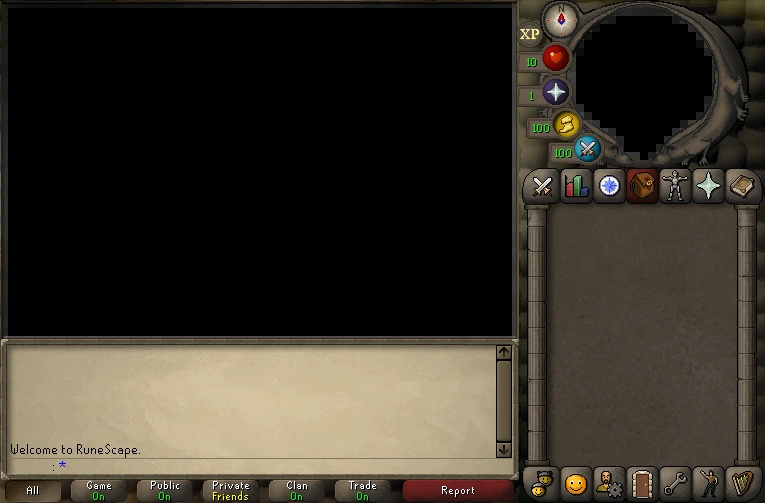 N
XP
10
1
100
100
Welcome to RuneScape.
: *
All
Game
On
Public
On
Private
Friends
Clan
On
Trade
On
Report